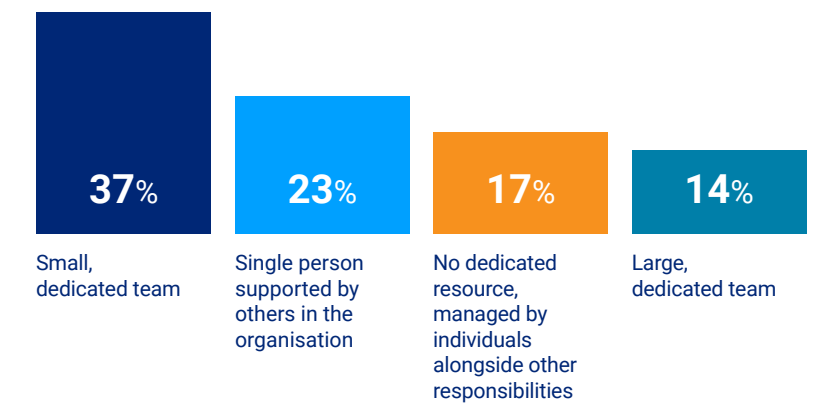 37%
23%
17%
14%
Small,
dedicated team
Single person
supported by
others in the
organisation
No dedicated
resource,
managed by
individuals
alongside other
responsibilities
Large,
dedicated team